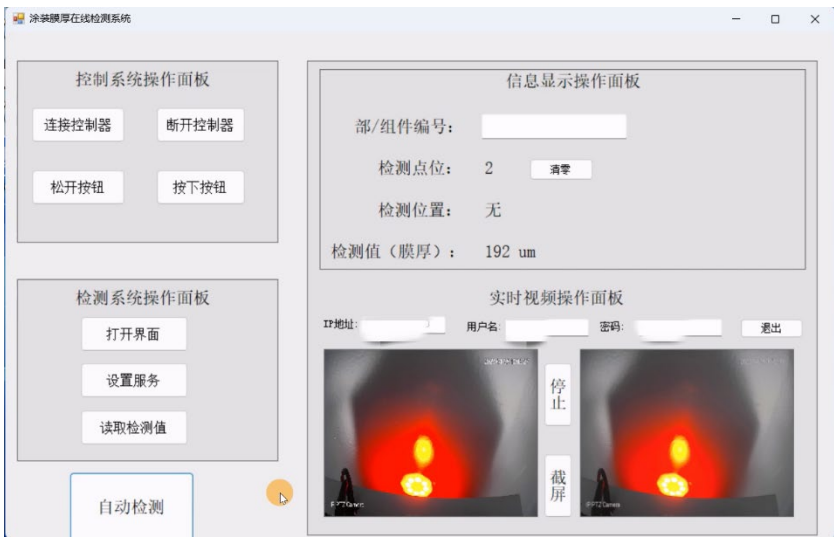 涂装膜厚在线检测系统
控制系统操作面板
连接控制器 断开控制器
松开按钮 按下按钮
检测系统操作面板
打开界面
设置服务
读取检测值
自动检测
信息显示操作面板
部/组件编号:
检测点位: 2 清零
检测位置: 无
检测值（膜厚）: 192 um
实时视频操作面板
IP地址: 用户名: 密码: 退出
停止
截屏